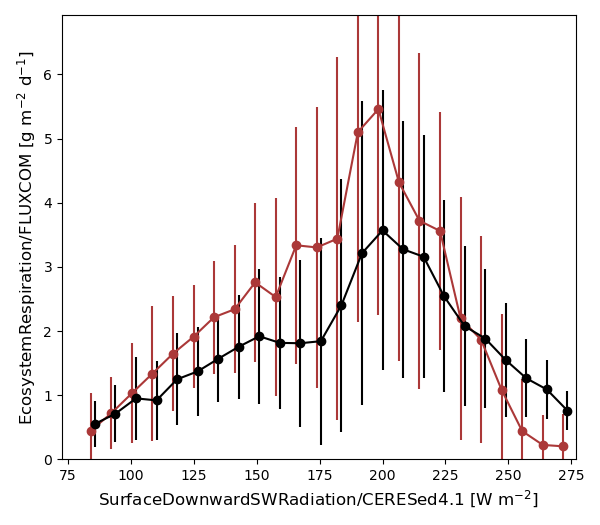 EcosystemRespiration/FLUXCOM [g m⁻² d⁻¹]
6
5
4
3
2
1
0
75 100 125 150 175 200 225 250 275
SurfaceDownwardSWRadiation/CERESed4.1 [W m⁻²]